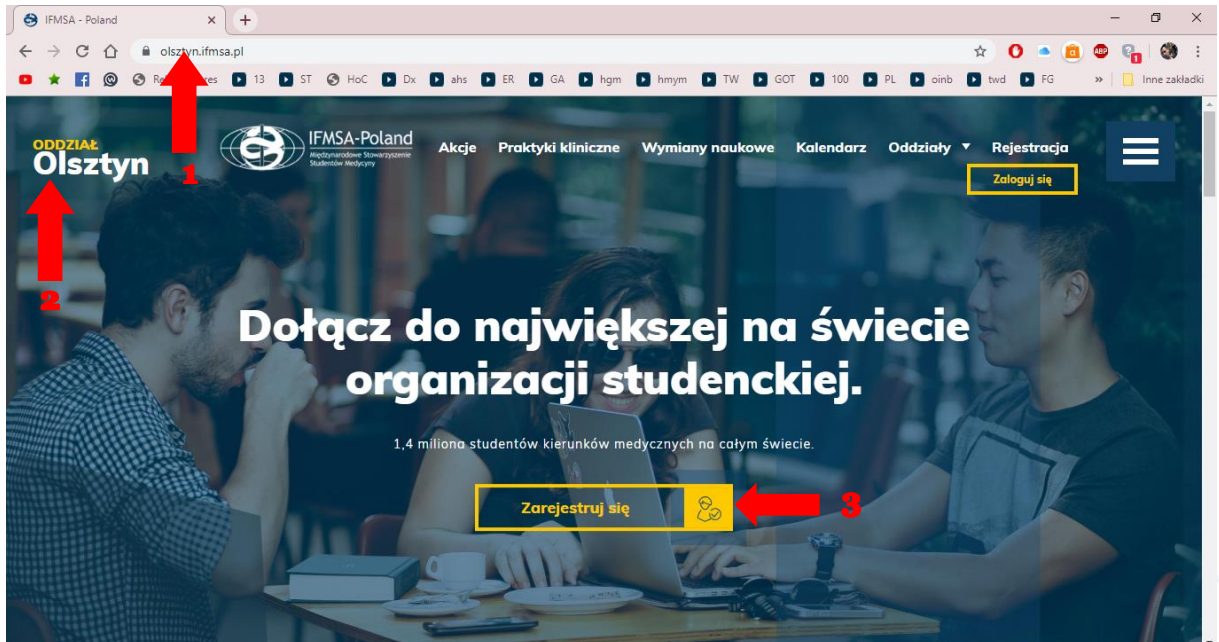 IFMSA - Poland
olsztyn.ifmsa.pl
ABP
1
13 ST HoC Dx ahs ER GA hgm hmym TW GOT 100 PL oinb twd FG » Inne zakładki
ODDZIAŁ
Olsztyn
IFMSA-Poland
Międzynarodowe Stowarzyszenie
Studentów Medycyny
Akcje Praktyki kliniczne Wymiany naukowe Kalendarz Oddziały Rejestracja
Zaloguj się
1
2
Dołącz do największej na świecie
organizacji studenckiej.
1,4 miliona studentów kierunków medycznych na całym świecie.
Zarejestruj się
3